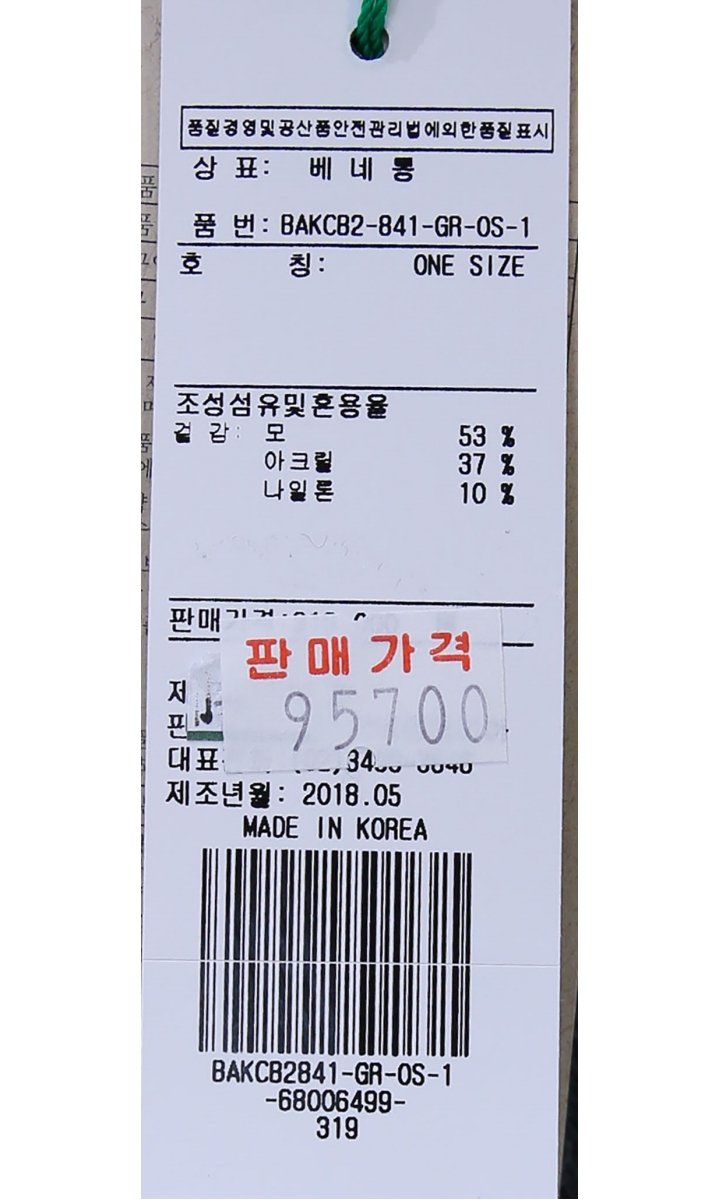 품질경영및공산품안전관리법에의한품질표시
상 표: 베 네 통
품 번: BAKCB2-841-GR-OS-1
호 칭: ONE SIZE
조성섬유및혼용율
겉 감: 모 53 %
아크릴 37 %
나일론 10 %
판매
판매가격
95700
대표
제조년월: 2018.05
MADE IN KOREA
BAKCB2841-GR-OS-1
-68006499-
319